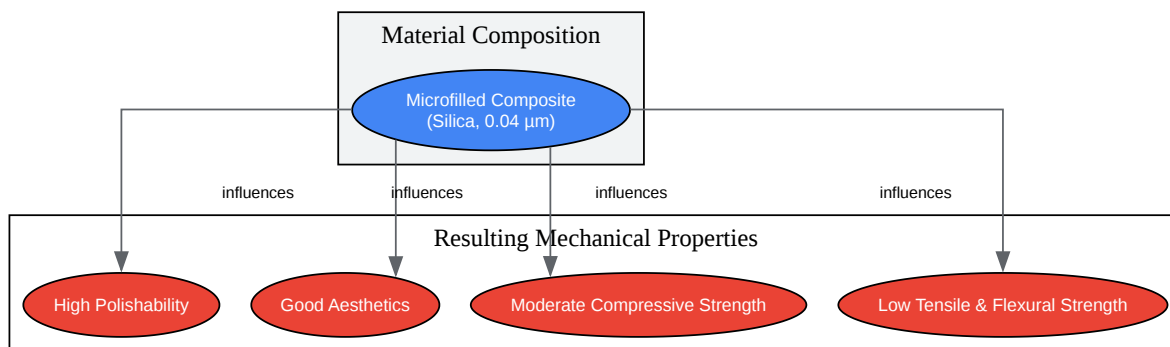 Material Composition
Microfilled Composite
(Silica, 0.04 µm)
influences
influences
influences
influences
Resulting Mechanical Properties
High Polishability
Good Aesthetics
Moderate Compressive Strength
Low Tensile & Flexural Strength